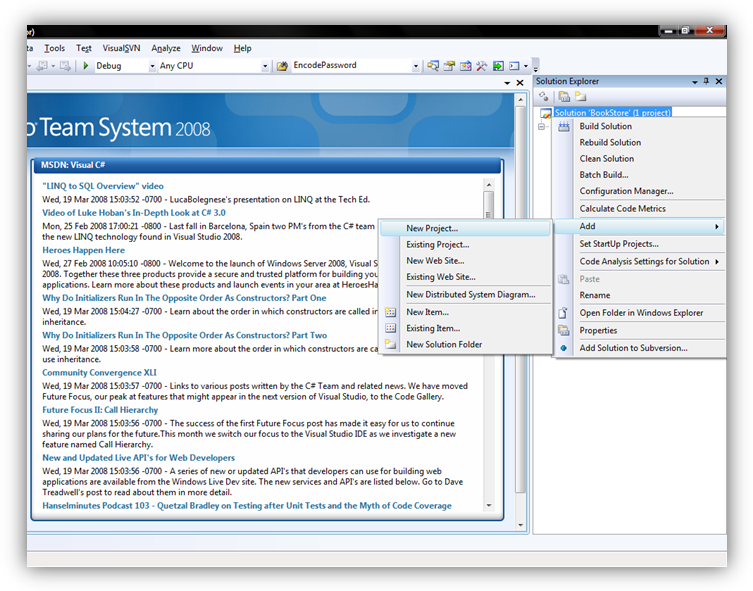 or)
ta Tools Test VisualSVN Analyze Window Help
Debug Any CPU EncodePassword
Solution Explorer
Solution 'BookStore' (1 project)
o Team System 2008
MSDN: Visual C#
"LINQ to SQL Overview" video
Wed, 19 Mar 2008 15:03:52 -0700 - LucaBolegnese's presentation on LINQ at the Tech Ed.
Video of Luke Hoban's In-Depth Look at C# 3.0
Mon, 25 Feb 2008 17:00:21 -0800 - Last fall in Barcelona, Spain two PM's from the C# team
the new LINQ technology found in Visual Studio 2008.
Heroes Happen Here
Wed, 27 Feb 2008 10:05:10 -0800 - Welcome to the launch of Windows Server 2008, Visual S
2008. Together these three products provide a secure and trusted platform for building you
applications. Learn more about these products and launch events in your area at HeroesHa
Why Do Initializers Run In The Opposite Order As Constructors? Part One
Wed, 19 Mar 2008 15:04:27 -0700 - Learn about the order in which constructors are called in
inheritance.
Why Do Initializers Run In The Opposite Order As Constructors? Part Two
Wed, 19 Mar 2008 15:03:58 -0700 - Learn more about the order in which constructors are ca
use inheritance.
Community Convergence XLI
Wed, 19 Mar 2008 15:03:57 -0700 - Links to various posts written by the C# Team and related news. We have moved
Future Focus, our peak at features that might appear in the next version of Visual Studio, to the Code Gallery.
Future Focus II: Call Hierarchy
Wed, 19 Mar 2008 15:03:56 -0700 - The success of the first Future Focus post has made it easy for us to continue
sharing our plans for the future.This month we switch our focus to the Visual Studio IDE as we investigate a new
feature named Call Hierarchy.
New and Updated Live API's for Web Developers
Wed, 19 Mar 2008 15:03:56 -0700 - A series of new or updated API's that developers can use for building web
applications are available from the Windows Live Dev site. The new services and API's are listed below. Go to Dave
Treadwell's post to read about them in more detail.
Hanselminutes Podcast 103 - Quetzal Bradley on Testing after Unit Tests and the Myth of Code Coverage
New Project...
Existing Project...
New Web Site...
Existing Web Site...
New Distributed System Diagram...
New Item...
Existing Item...
New Solution Folder
Build Solution
Rebuild Solution
Clean Solution
Batch Build...
Configuration Manager...
Calculate Code Metrics
Add
Set StartUp Projects...
Code Analysis Settings for Solution
Paste
Rename
Open Folder in Windows Explorer
Properties
Add Solution to Subversion...